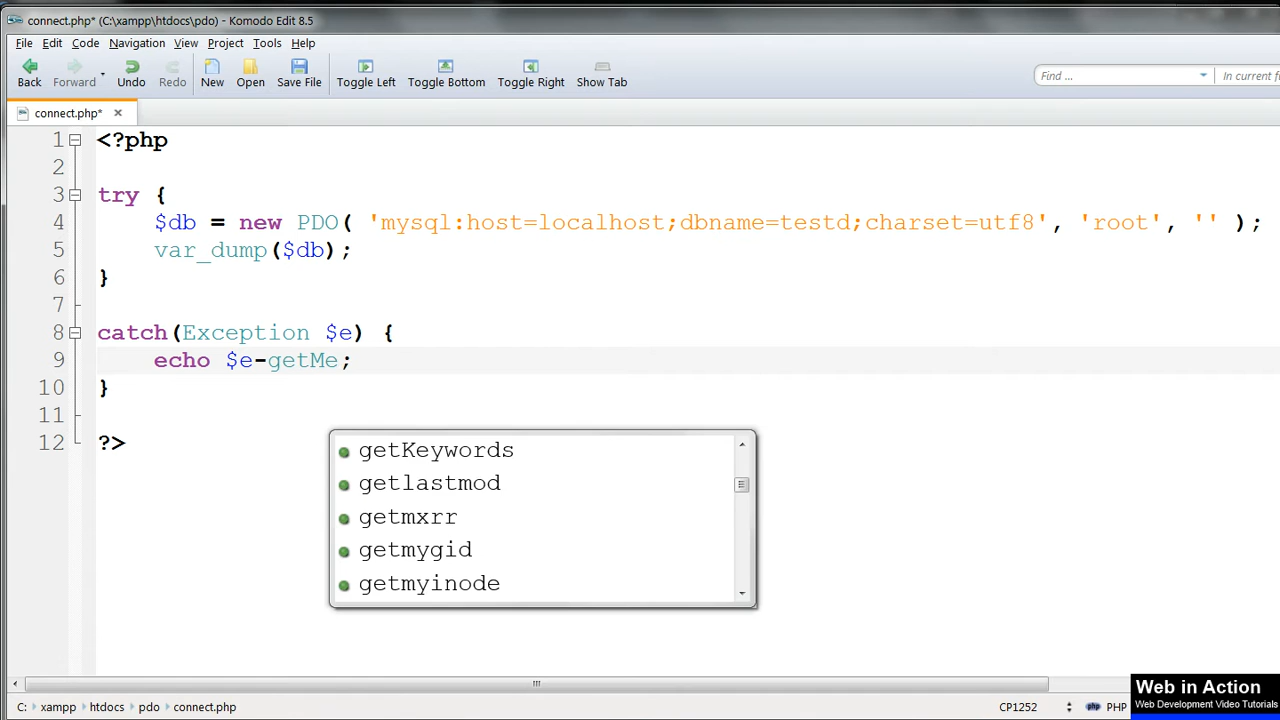 connect.php* (C:\xampp\htdocs\pdo) - Komodo Edit 8.5
File Edit Code Navigation View Project Tools Help
Back Forward Undo Redo New Open Save File Toggle Left Toggle Bottom Toggle Right Show Tab Find ... In current f
connect.php*
1 <?php
2
3 try {
4 $db = new PDO( 'mysql:host=localhost;dbname=testd;charset=utf8', 'root', '' );
5 var_dump($db);
6 }
7
8 catch(Exception $e) {
9 echo $e-getMe;
10 }
11
12 ?>
getKeywords
getlastmod
getmxrr
getmygid
getmyinode
C: xampp htdocs pdo connect.php CP1252 php PHP
Web in Action
Web Development Video Tutorials